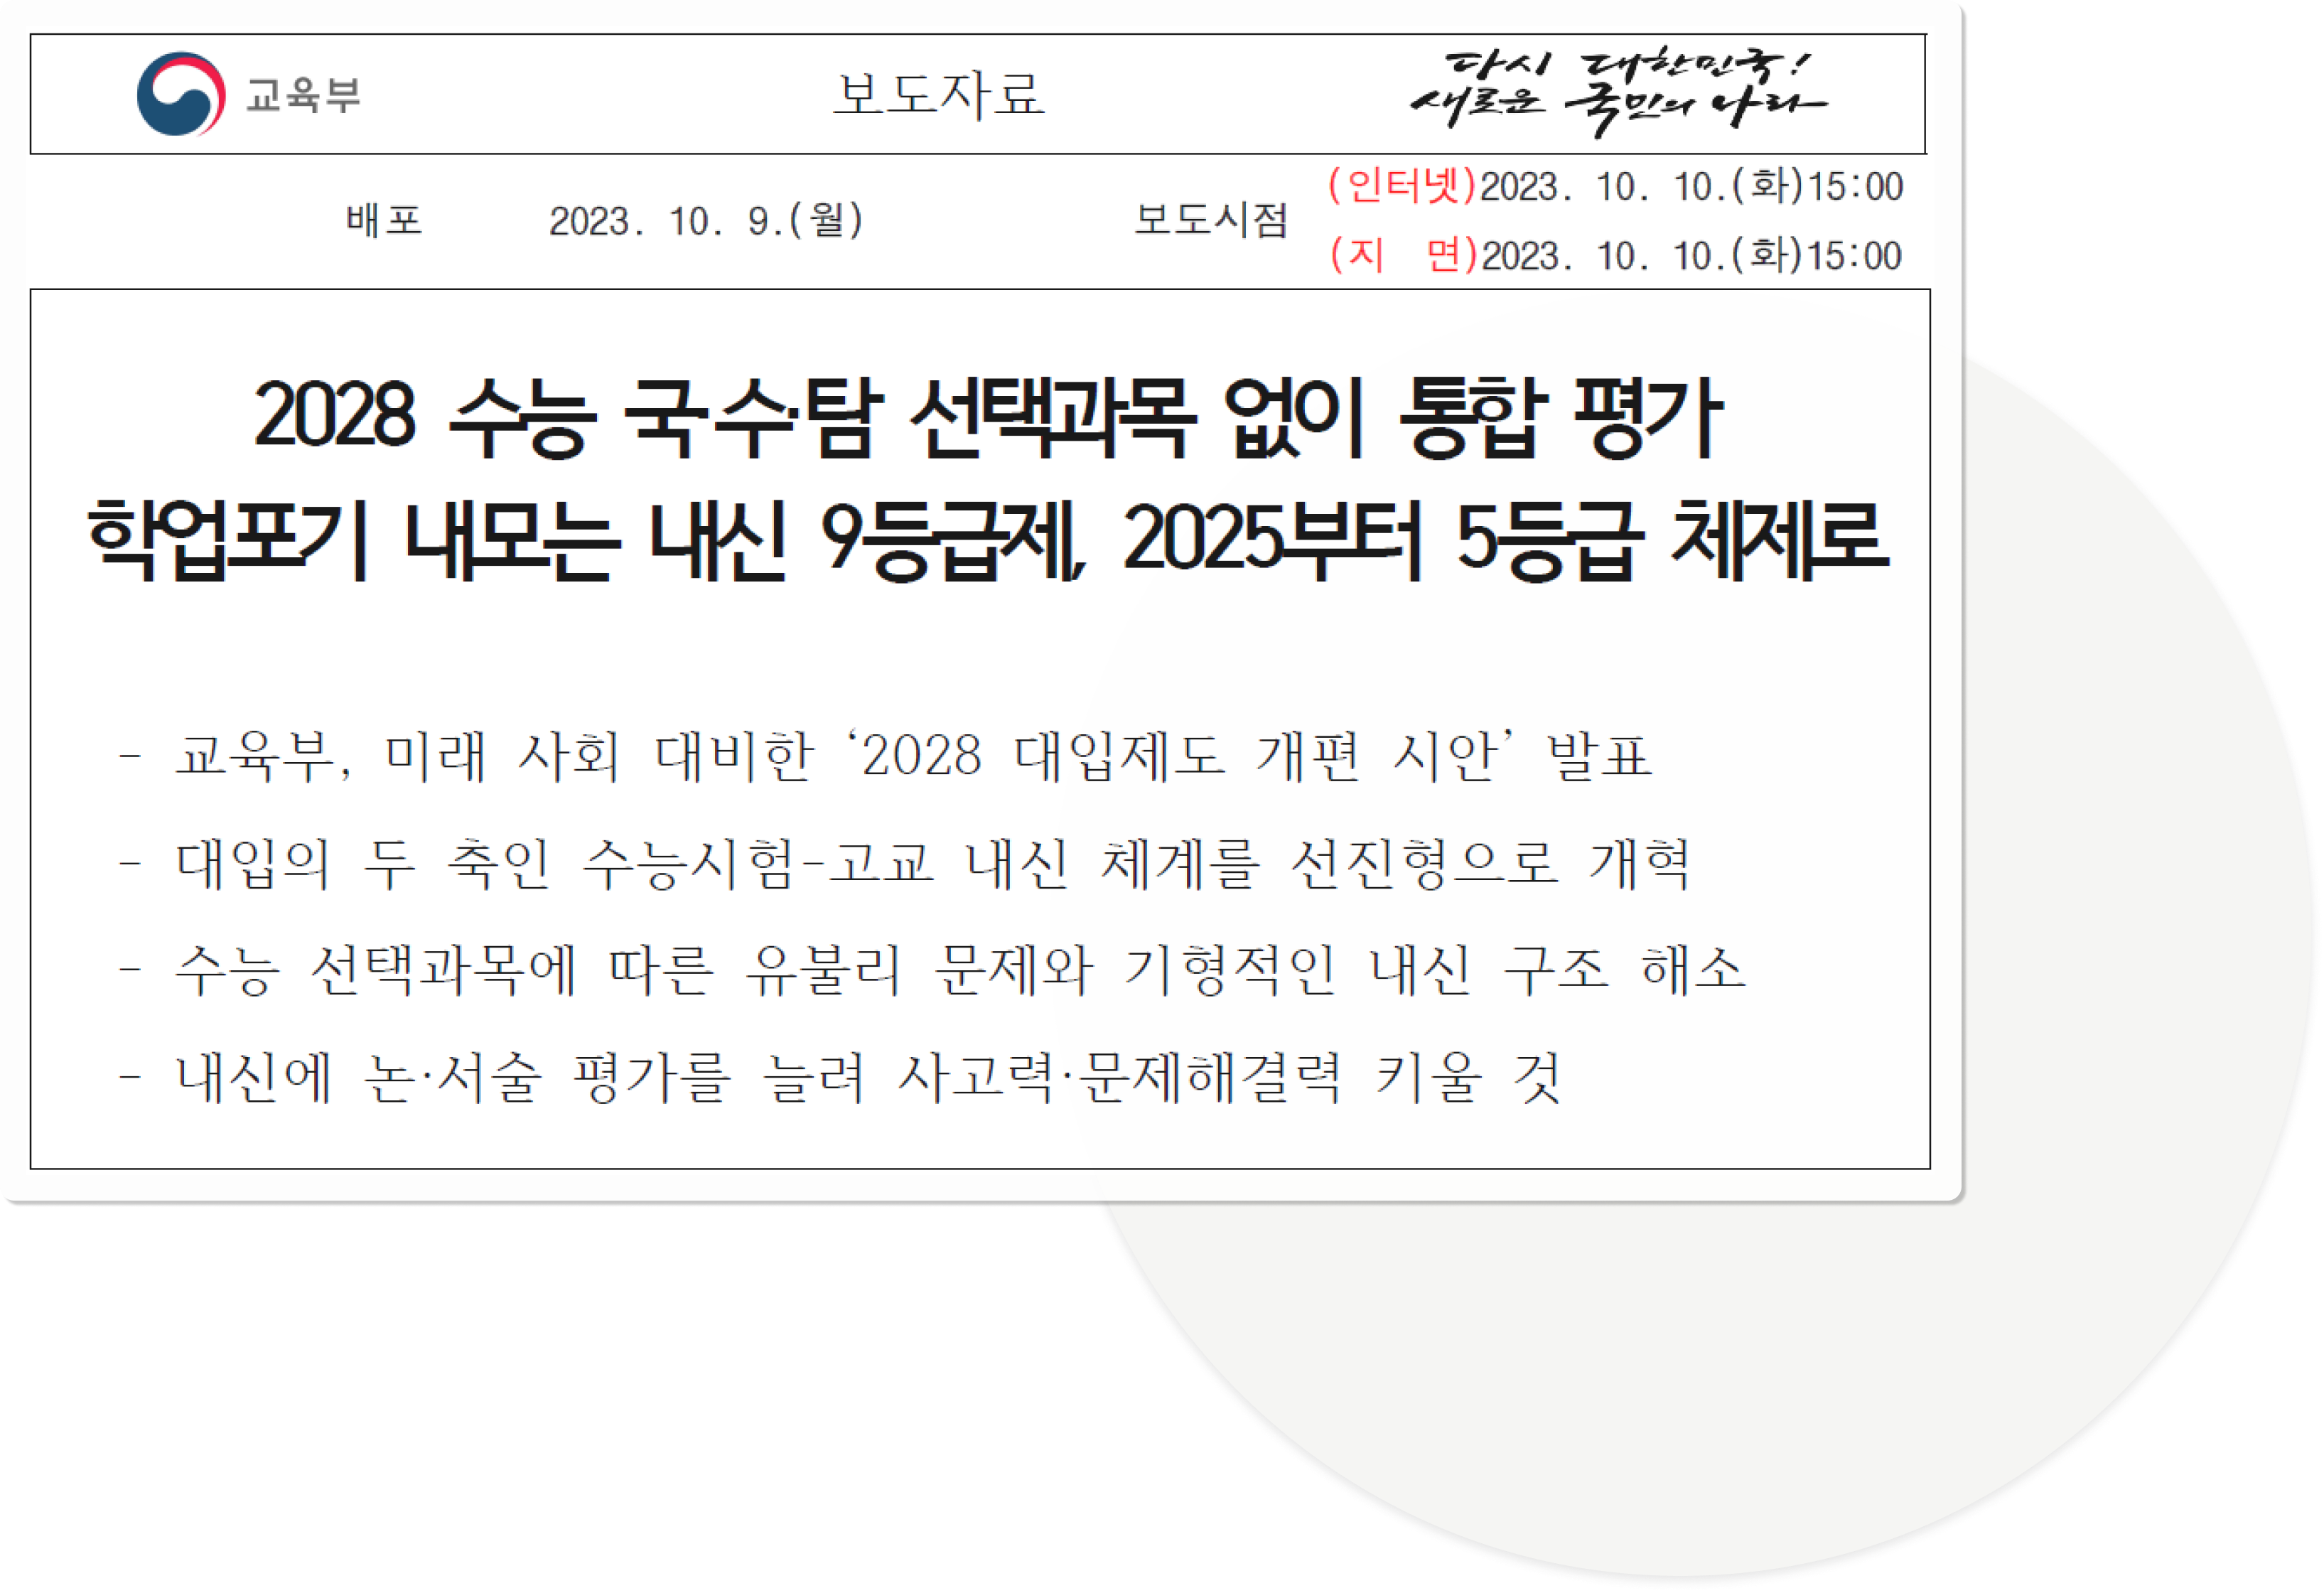 교육부
보도자료
다시 대한민국!
새로운 국민의 나라
배포 2023. 10. 9.(월) 보도시점
(인터넷)2023. 10. 10.(화)15:00
(지 면)2023. 10. 10.(화)15:00
2028 수능 국·수·탐 선택과목 없이 통합 평가
학업포기 내모는 내신 9등급제, 2025부터 5등급 체제로
- 교육부, 미래 사회 대비한 ‘2028 대입제도 개편 시안’ 발표
- 대입의 두 축인 수능시험-고교 내신 체계를 선진형으로 개혁
- 수능 선택과목에 따른 유불리 문제와 기형적인 내신 구조 해소
- 내신에 논·서술 평가를 늘려 사고력·문제해결력 키울 것